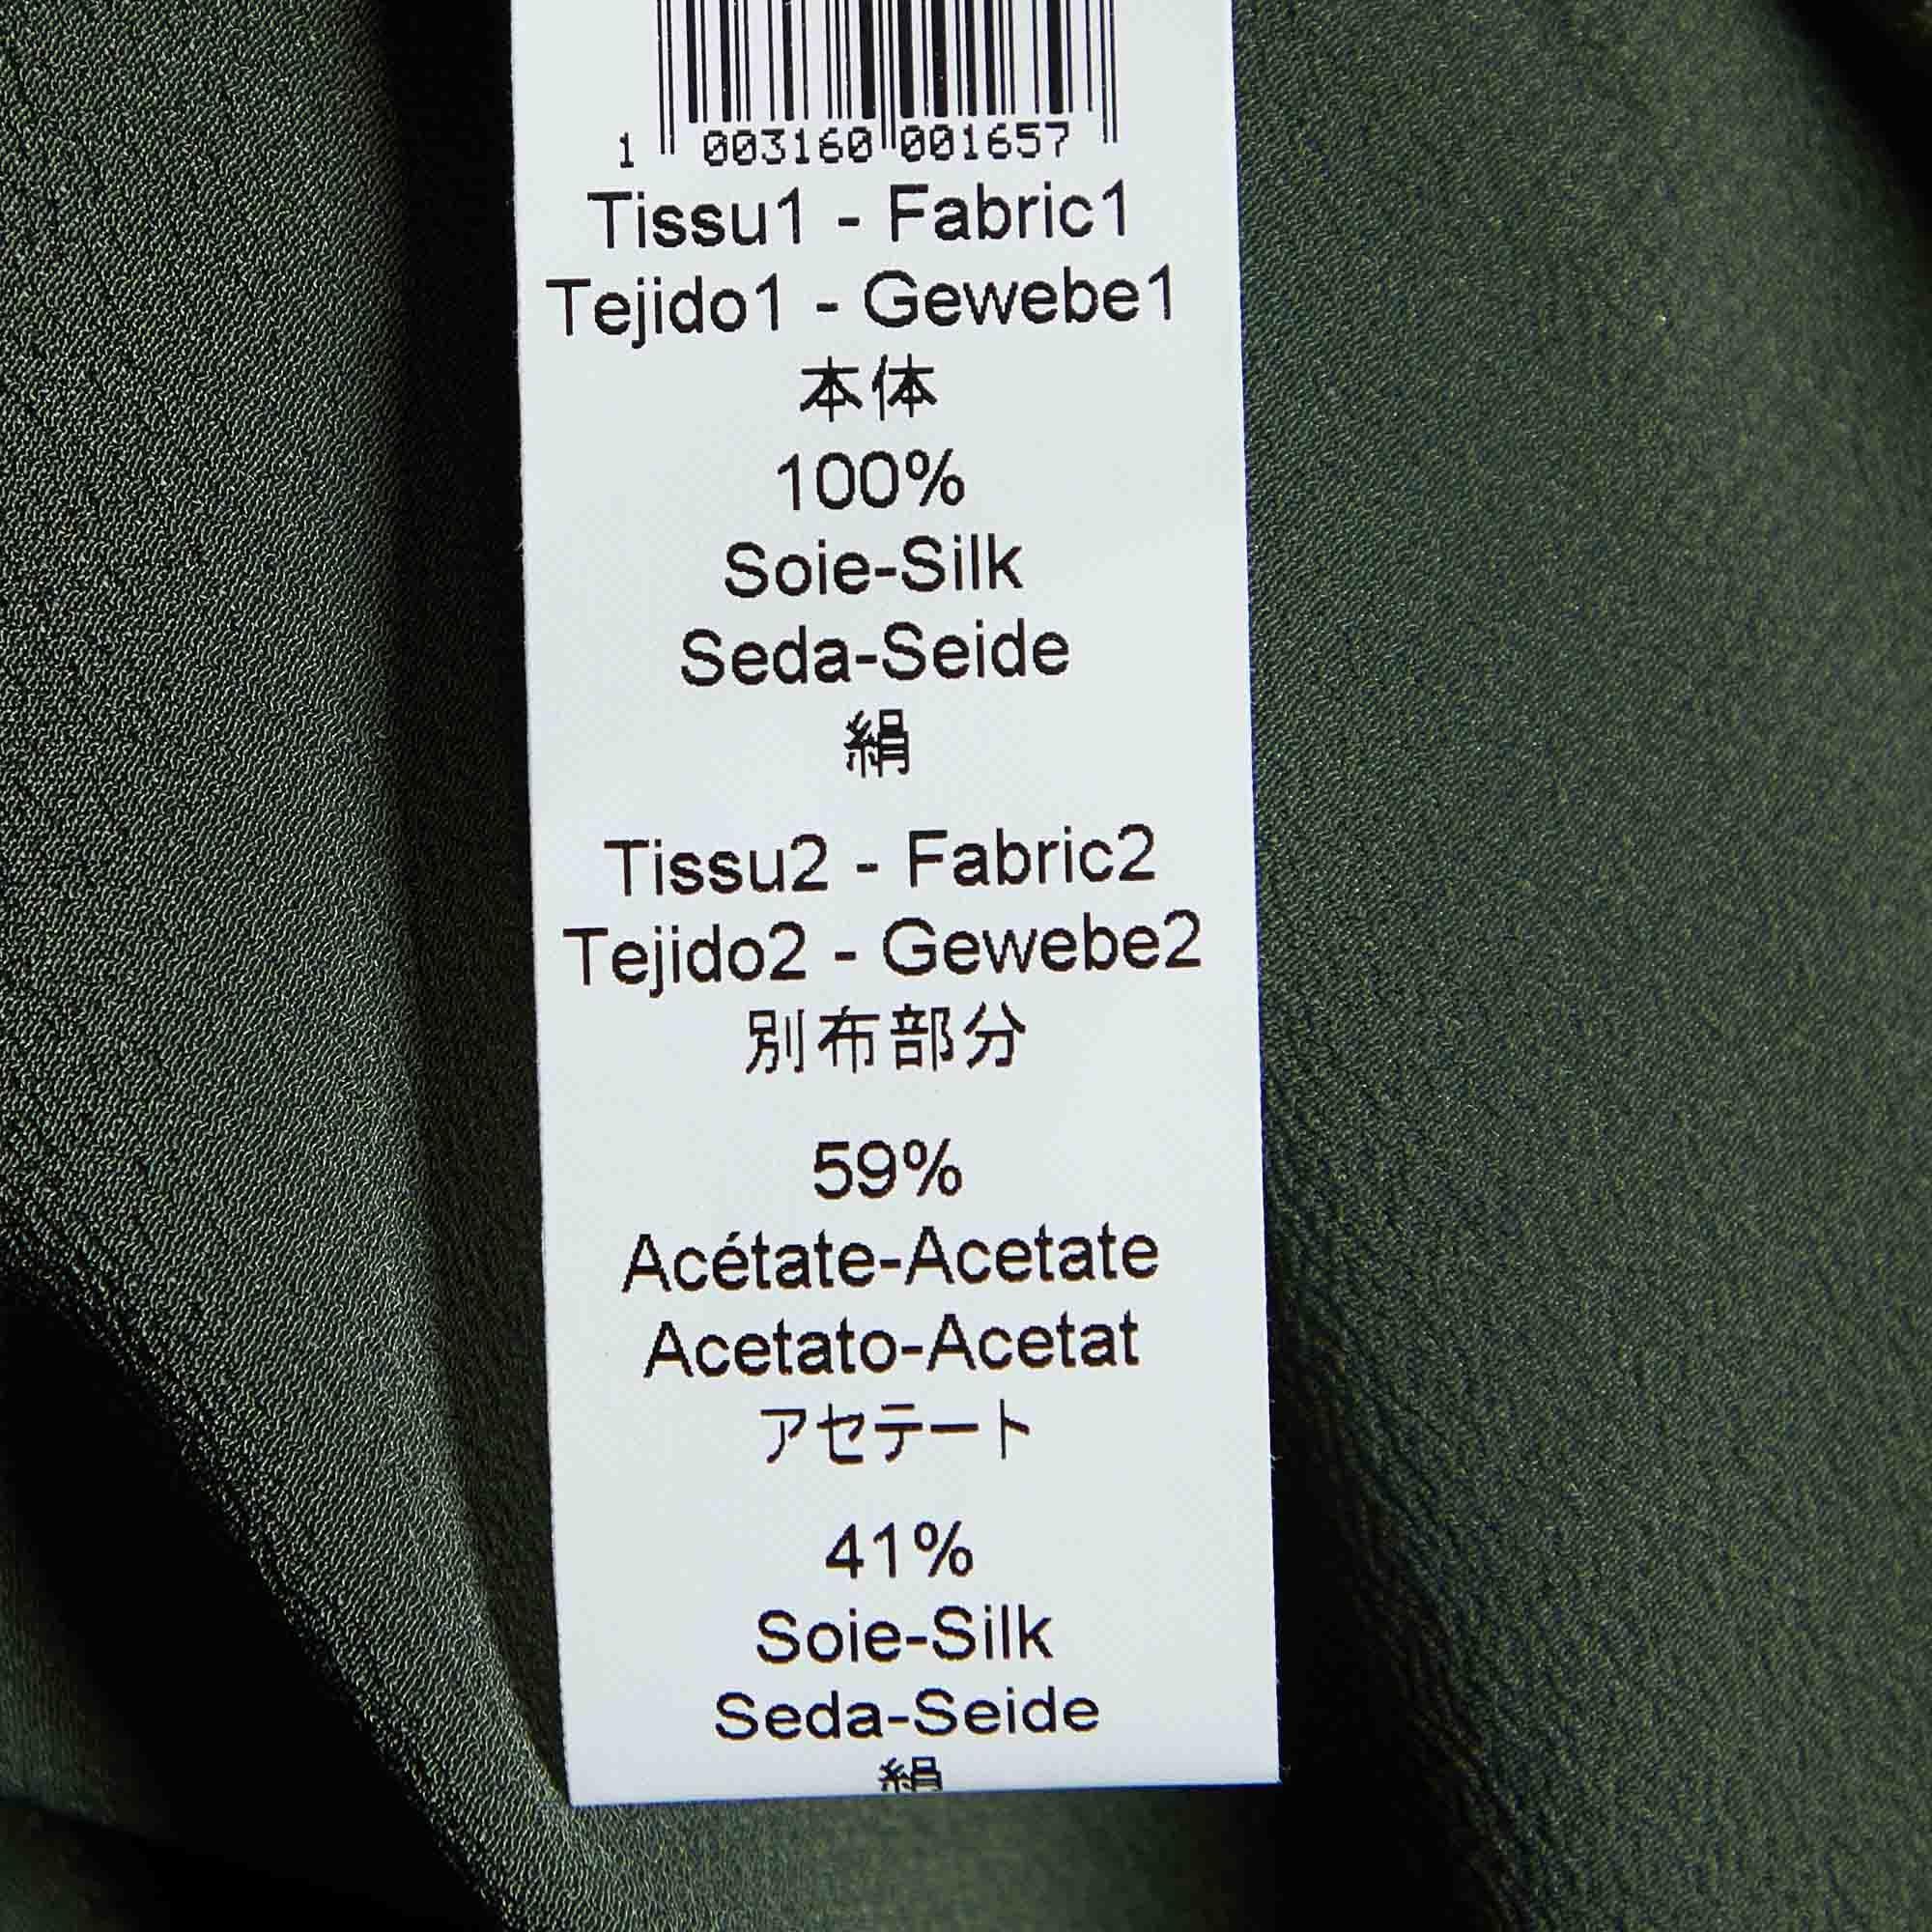 1 003160 001657
Tissu1 - Fabric1
Tejido1 - Gewebe1
本体
100%
Soie-Silk
Seda-Seide
絹
Tissu2 - Fabric2
Tejido2 - Gewebe2
別布部分
59%
Acétate-Acetate
Acetato-Acetat
アセテート
41%
Soie-Silk
Seda-Seide
絹